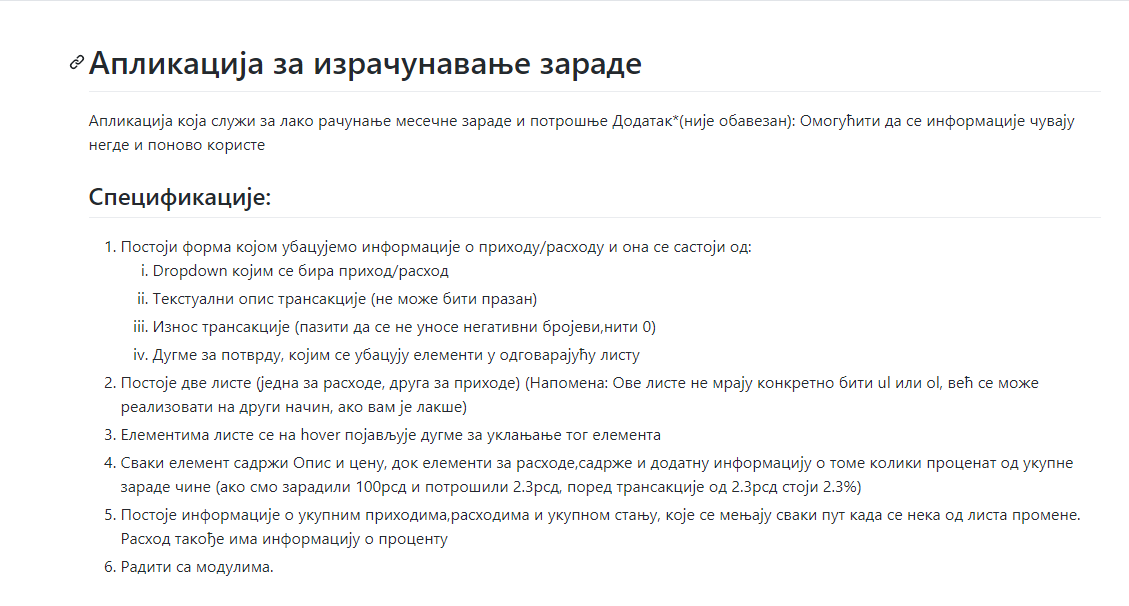 Апликација за израчунавање зараде
Апликација која служи за лако рачунање месечне зараде и потрошње Додатак*(није обавезан): Омогућити да се информације чувају
негде и поново користе
Спецификације:
1. Постоји форма којом убацујемо информације о приходу/расходу и она се састоји од:
i. Dropdown којим се бира приход/расход
ii. Текстуални опис трансакције (не може бити празан)
iii. Износ трансакције (пазити да се не уносе негативни бројеви,нити 0)
iv. Дугме за потврду, којим се убацују елементи у одговарајућу листу
2. Постоје две листе (једна за расходе, друга за приходе) (Напомена: Ове листе не мрају конкретно бити ul или ol, већ се може
реализовати на други начин, ако вам је лакше)
3. Елементима листе се на hover појављује дугме за уклањање тог елемента
4. Сваки елемент садржи Опис и цену, док елементи за расходе,садрже и додатну информацију о томе колики проценат од укупне
зараде чине (ако смо зарадили 100рсд и потрошили 2.3рсд, поред трансакције од 2.3рсд стоји 2.3%)
5. Постоје информације о укупним приходима,расходима и укупном стању, које се мењају сваки пут када се нека од листа промене.
Расход такође има информацију о проценту
6. Радити са модулима.